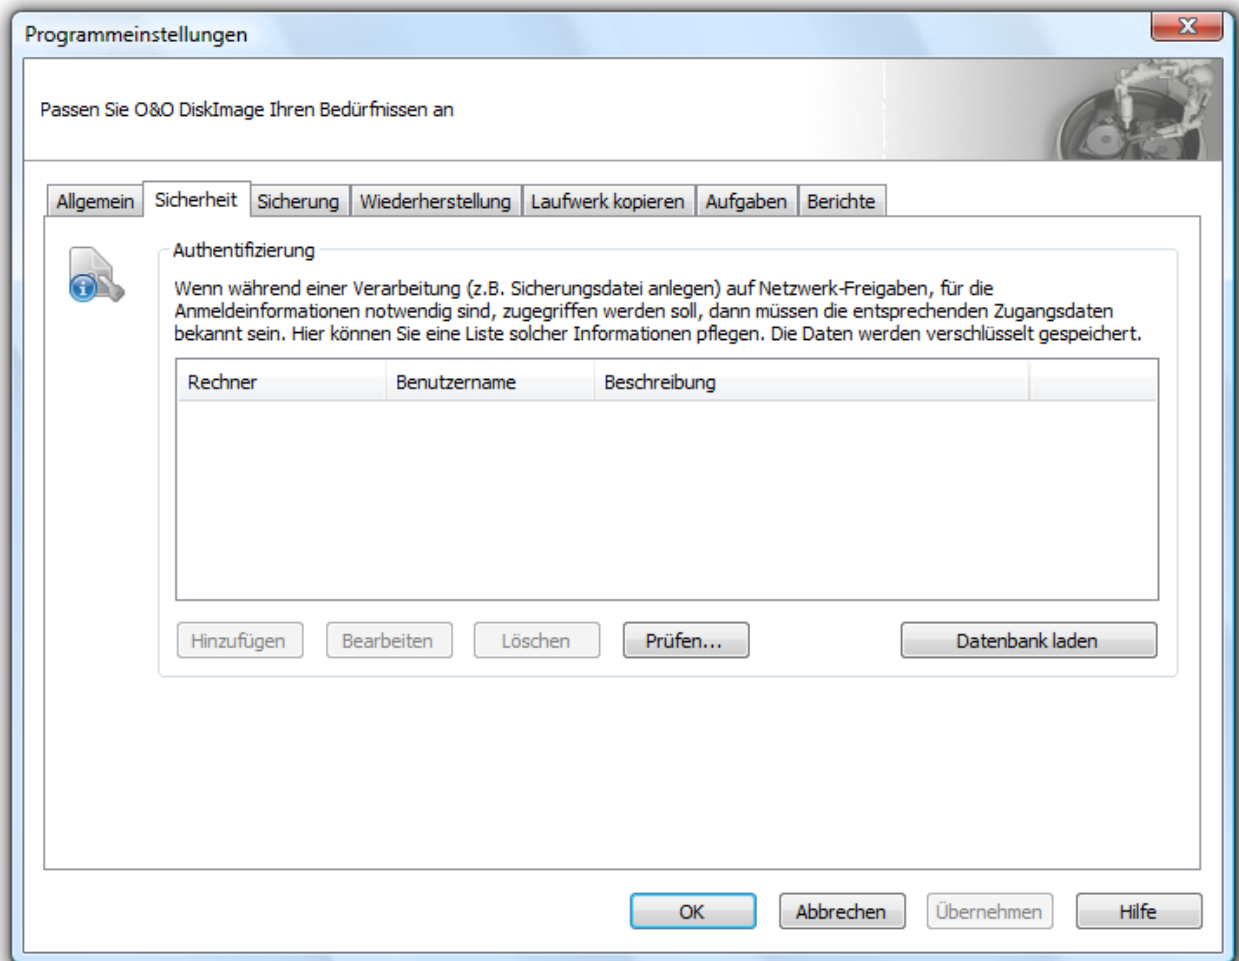 Programmeinstellungen
Passen Sie O&O DiskImage Ihren Bedürfnissen an
Allgemein Sicherheit Sicherung Wiederherstellung Laufwerk kopieren Aufgaben Berichte
Authentifizierung
Wenn während einer Verarbeitung (z.B. Sicherungsdatei anlegen) auf Netzwerk-Freigaben, für die
Anmeldeinformationen notwendig sind, zugegriffen werden soll, dann müssen die entsprechenden Zugangsdaten
bekannt sein. Hier können Sie eine Liste solcher Informationen pflegen. Die Daten werden verschlüsselt gespeichert.
Rechner Benutzername Beschreibung
Hinzufügen Bearbeiten Löschen Prüfen... Datenbank laden
OK Abbrechen Übernehmen Hilfe